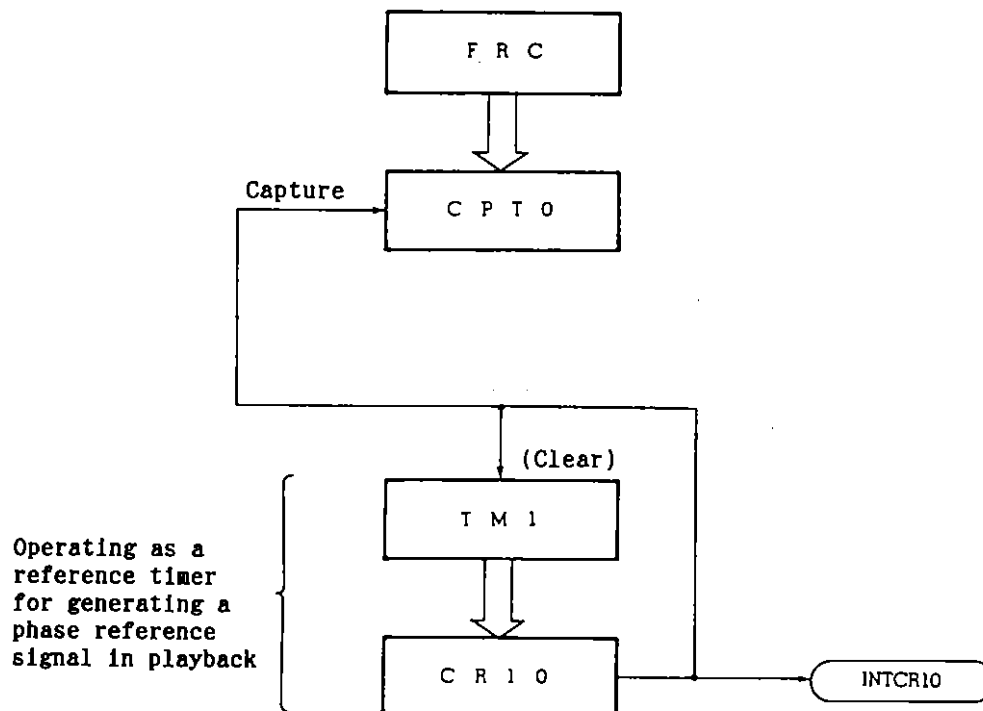 F R C
Capture
C P T 0
(Clear)
T M 1
Operating as a
reference timer
for generating a
phase reference
signal in playback
C R 1 0
INTCR10